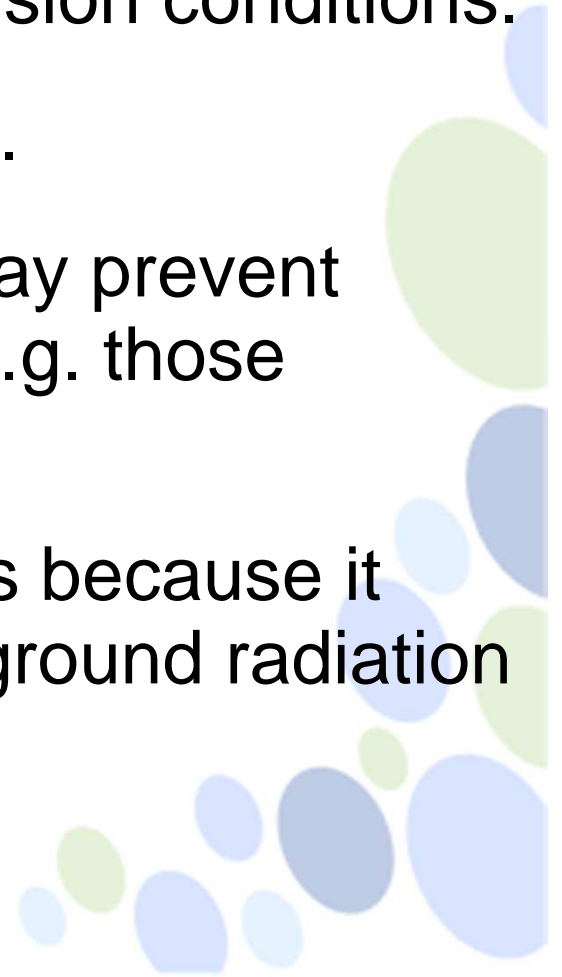 sion conditions.
.
ay prevent
.g. those
s because it
ground radiation